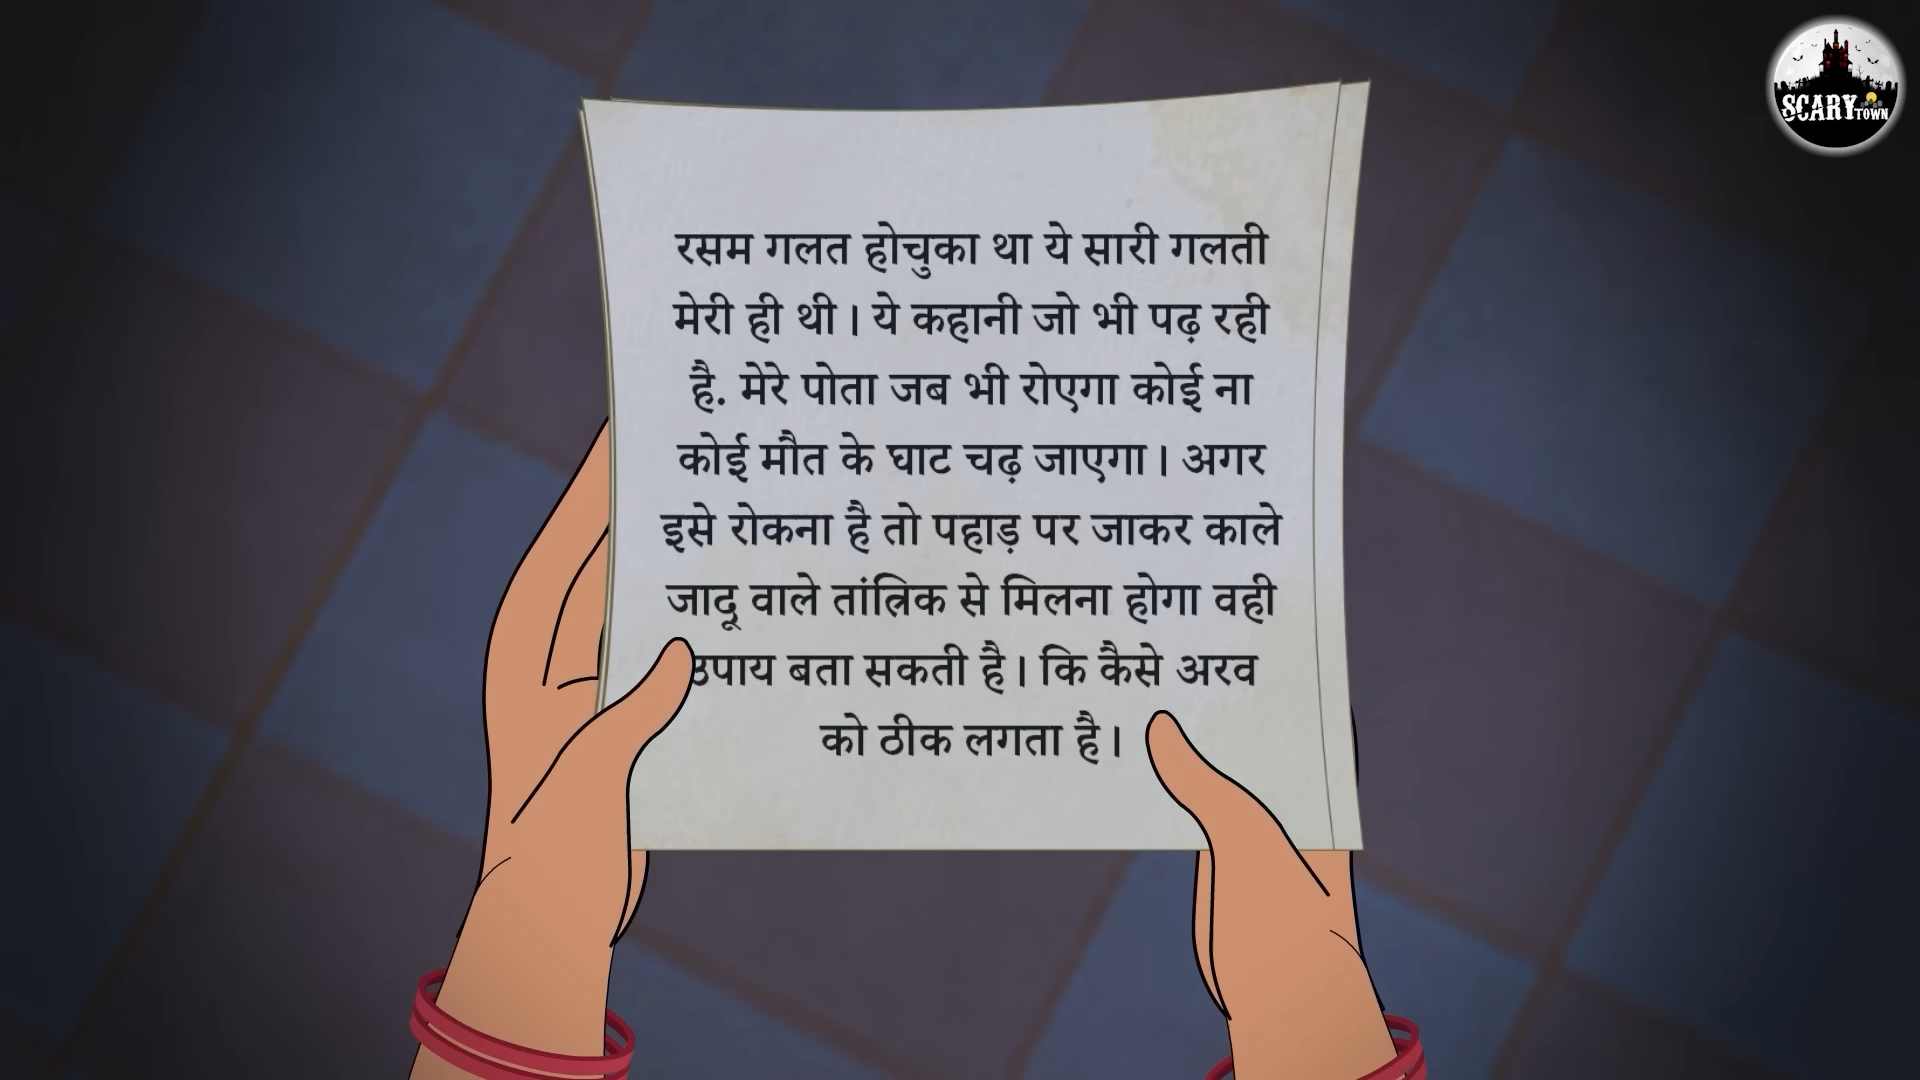 SCARY TOWN
रसम गलत होचुका था ये सारी गलती
मेरी ही थी। ये कहानी जो भी पढ़ रही
है. मेरे पोता जब भी रोएगा कोई ना
कोई मौत के घाट चढ़ जाएगा। अगर
इसे रोकना है तो पहाड़ पर जाकर काले
जादू वाले तांत्रिक से मिलना होगा वही
उपाय बता सकती है। कि कैसे अरव
को ठीक लगता है।